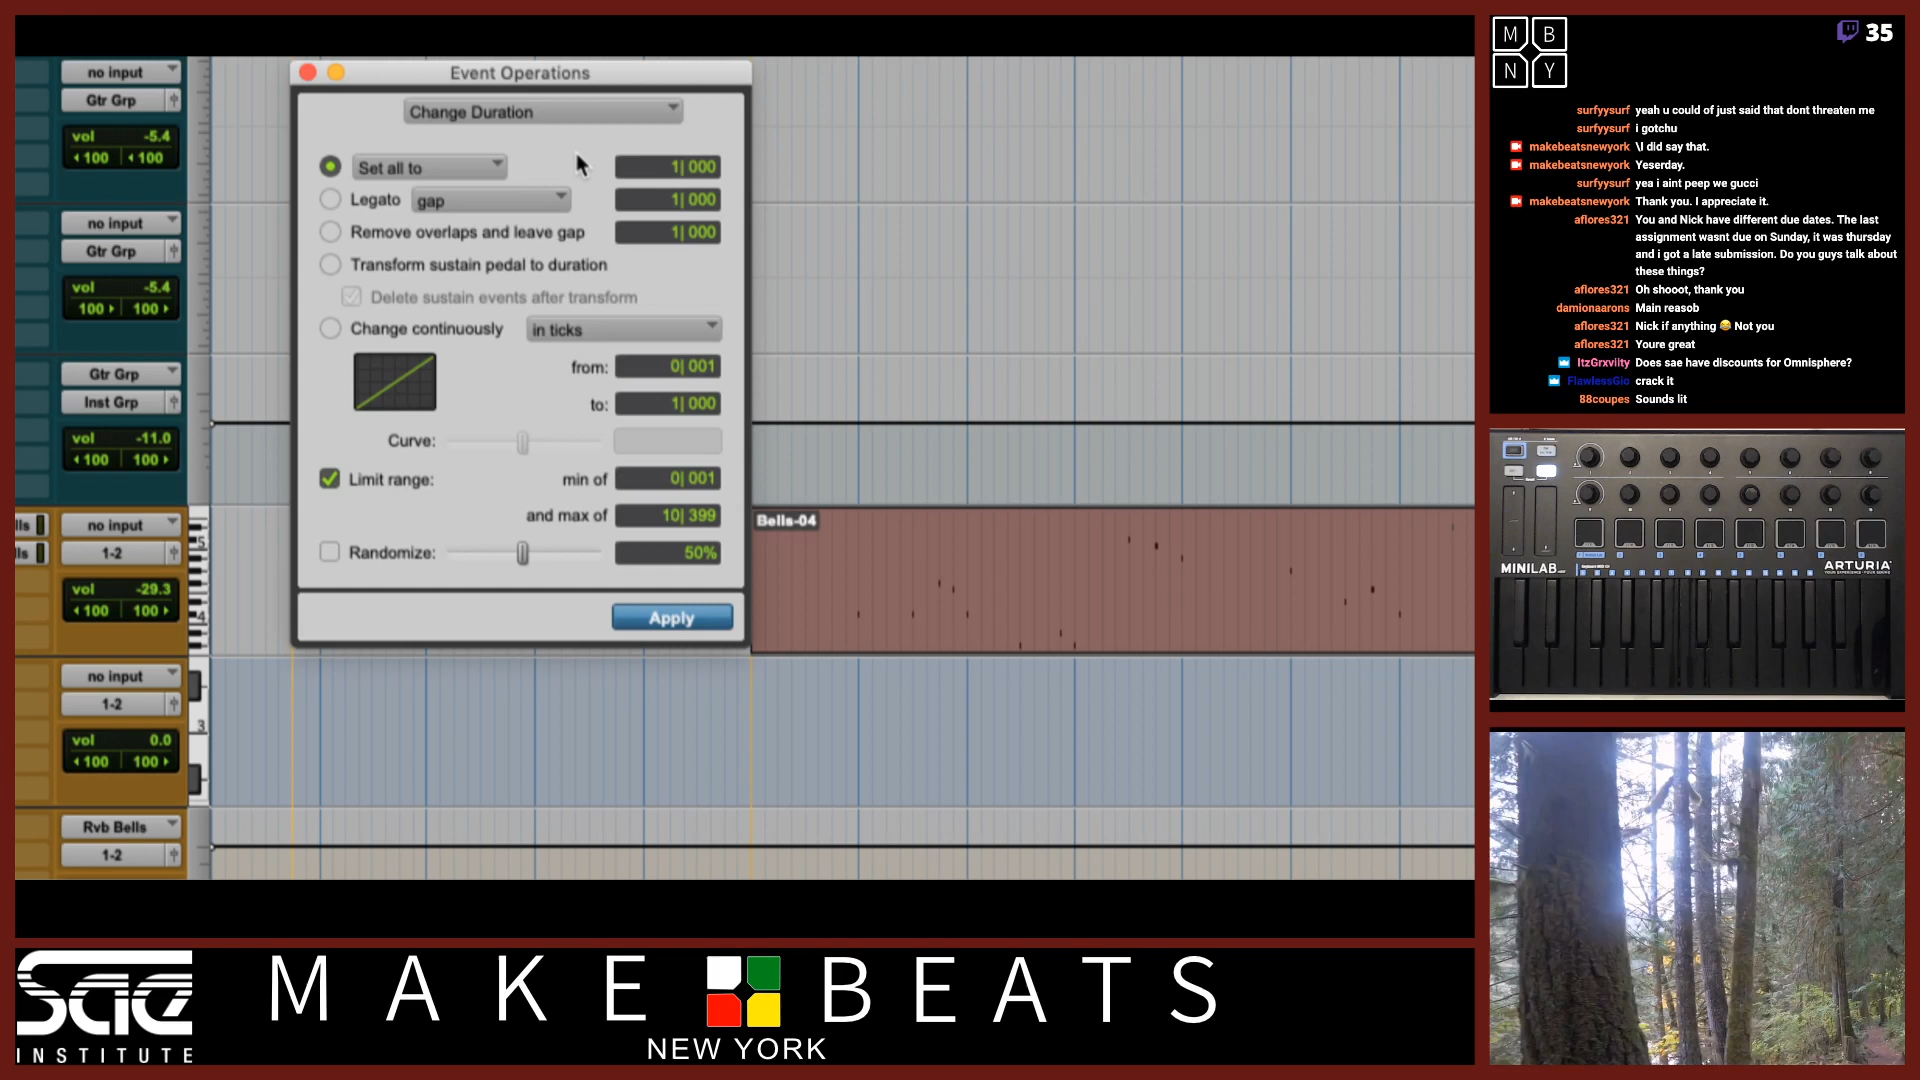 no input
Gtr Grp
vol -5.4
100 100
no input
Gtr Grp
vol -5.4
100 100
Gtr Grp
Inst Grp
vol -11.0
100 100
lls
no input
lls
1-2
vol -29.3
100 100
5
4
no input
1-2
vol 0.0
100 100
3
Rvb Bells
1-2
Event Operations
Change Duration
Set all to 1| 000
Legato gap 1| 000
Remove overlaps and leave gap 1| 000
Transform sustain pedal to duration
Delete sustain events after transform
Change continuously in ticks
from: 0| 001
to: 1| 000
Curve:
Limit range: min of 0| 001
and max of 10| 399
Randomize: 50%
Apply
Bells-04
M B
N Y
35
surfyysurf yeah u could of just said that dont threaten me
surfyysurf i gotchu
makebeatsnewyork \I did say that.
makebeatsnewyork Yeserday.
surfyysurf yea i aint peep we gucci
makebeatsnewyork Thank you. I appreciate it.
aflores321 You and Nick have different due dates. The last
assignment wasnt due on Sunday, it was thursday
and i got a late submission. Do you guys talk about
these things?
aflores321 Oh shooot, thank you
damionaarons Main reasob
aflores321 Nick if anything 😂 Not you
aflores321 Youre great
ItzGrxviity Does sae have discounts for Omnisphere?
FlawlessGio crack it
88coupes Sounds lit
MINILAB
ARTURIA
sae
INSTITUTE
MAKE BEATS
NEW YORK